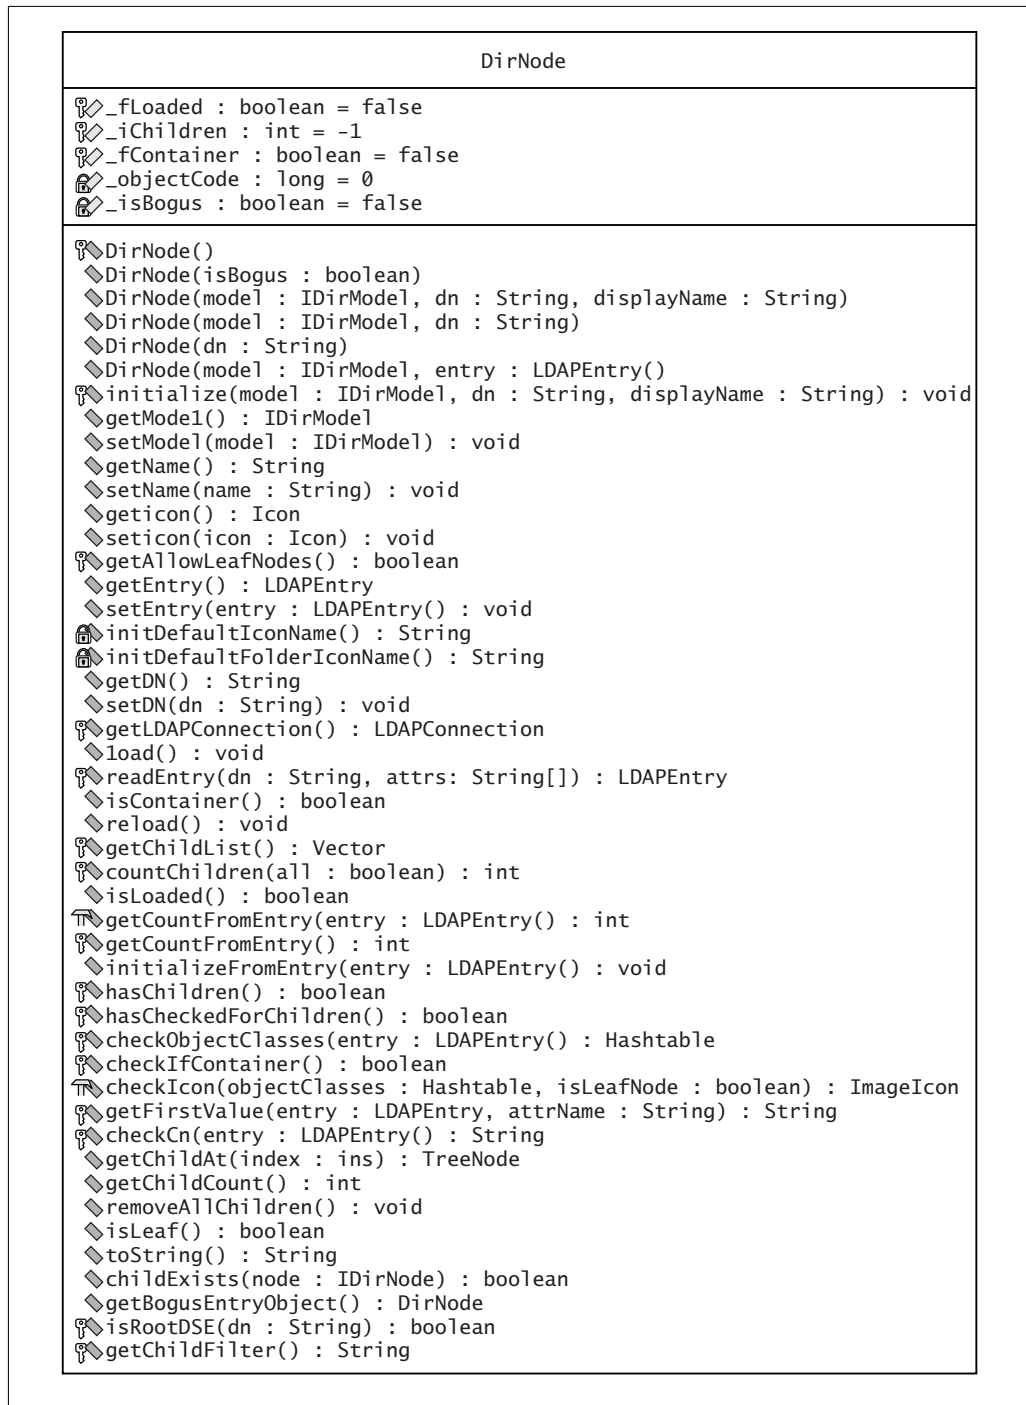 DirNode
_fLoaded : boolean = false
_iChildren : int = -1
_fContainer : boolean = false
_objectCode : long = 0
_isBogus : boolean = false
DirNode()
DirNode(isBogus : boolean)
DirNode(model : IDirModel, dn : String, displayName : String)
DirNode(model : IDirModel, dn : String)
DirNode(dn : String)
DirNode(model : IDirModel, entry : LDAPEntry()
initialize(model : IDirModel, dn : String, displayName : String) : void
getMode1() : IDirModel
setModel(model : IDirModel) : void
getName() : String
setName(name : String) : void
geticon() : Icon
seticon(icon : Icon) : void
getAllowLeafNodes() : boolean
getEntry() : LDAPEntry
setEntry(entry : LDAPEntry() : void
initDefaultIconName() : String
initDefaultFolderIconName() : String
getDN() : String
setDN(dn : String) : void
getLDAPConnection() : LDAPConnection
1oad() : void
readEntry(dn : String, attrs: String[]) : LDAPEntry
isContainer() : boolean
reload() : void
getChildList() : Vector
countChildren(all : boolean) : int
isLoaded() : boolean
getCountFromEntry(entry : LDAPEntry() : int
getCountFromEntry() : int
initializeFromEntry(entry : LDAPEntry() : void
hasChildren() : boolean
hasCheckedForChildren() : boolean
checkObjectClasses(entry : LDAPEntry() : Hashtable
checkIfContainer() : boolean
checkIcon(objectClasses : Hashtable, isLeafNode : boolean) : ImageIcon
getFirstValue(entry : LDAPEntry, attrName : String) : String
checkCn(entry : LDAPEntry() : String
getChildAt(index : ins) : TreeNode
getChildCount() : int
removeAllChildren() : void
isLeaf() : boolean
toString() : String
childExists(node : IDirNode) : boolean
getBogusEntryObject() : DirNode
isRootDSE(dn : String) : boolean
getChildFilter() : String